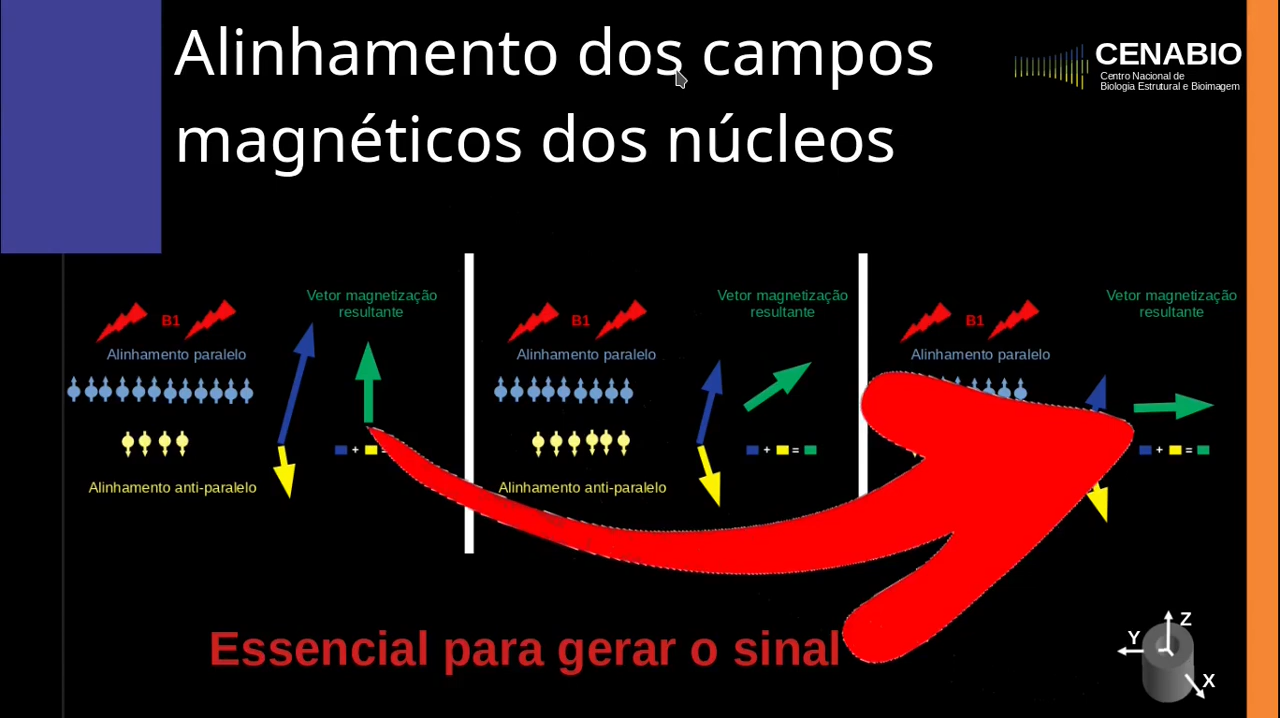 Alinhamento dos campos
magnéticos dos núcleos
CENABIO
Centro Nacional de
Biologia Estrutural e Bioimagem
B1
Vetor magnetização
resultante
Alinhamento paralelo
+ =
Alinhamento anti-paralelo
B1
Vetor magnetização
resultante
Alinhamento paralelo
+ =
Alinhamento anti-paralelo
B1
Vetor magnetização
resultante
Alinhamento paralelo
+ =
Essencial para gerar o sinal
Z
Y
X